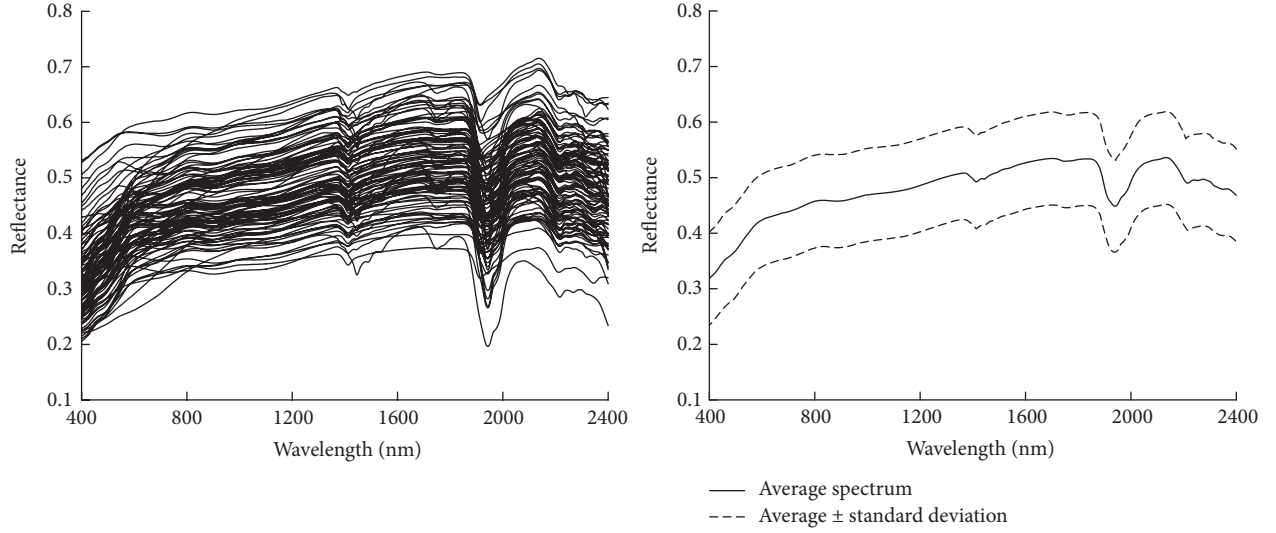 0.8
0.7
0.6
0.5
0.4
0.3
0.2
0.1
Reflectance
400 800 1200 1600 2000 2400
Wavelength (nm)
0.8
0.7
0.6
0.5
0.4
0.3
0.2
0.1
Reflectance
400 800 1200 1600 2000 2400
Wavelength (nm)
Average spectrum
Average ± standard deviation